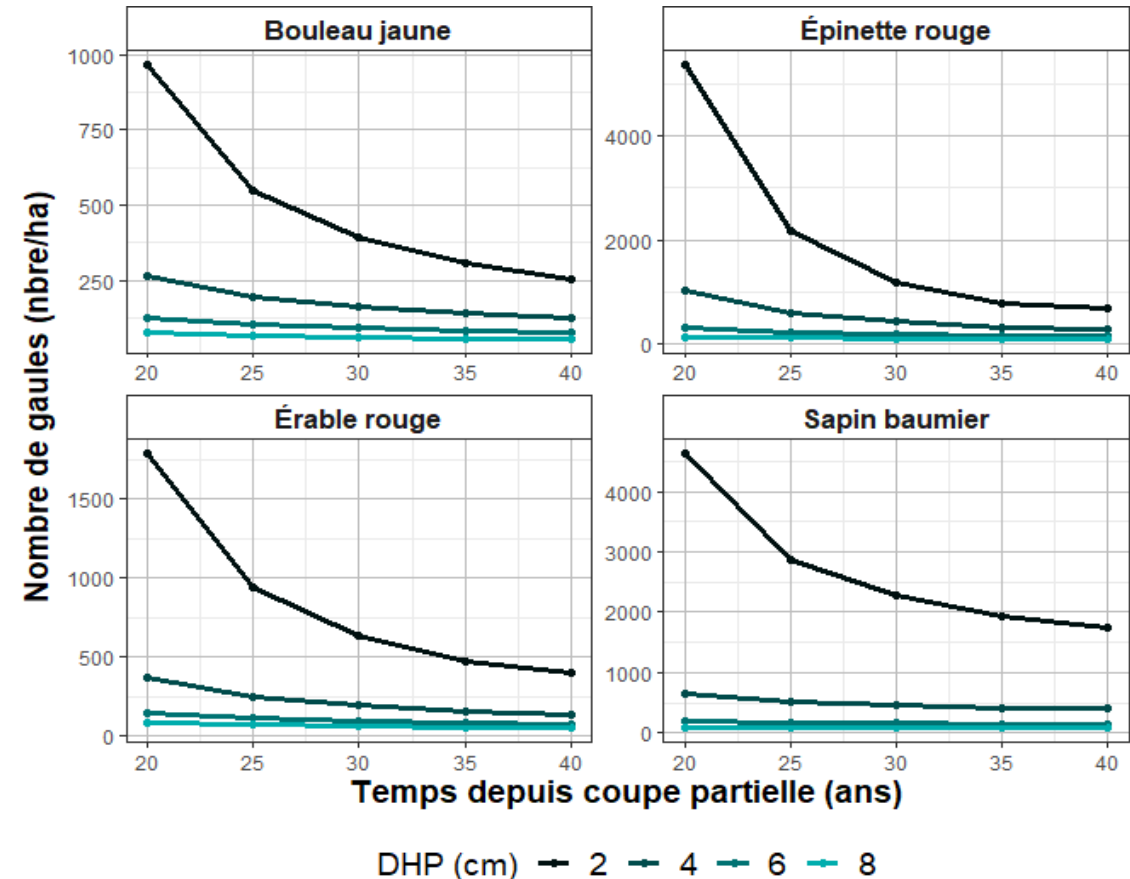 Bouleau jaune
Épinette rouge
1000
750
500
250
20 25 30 35 40
4000
2000
0
20 25 30 35 40
Érable rouge
Sapin baumier
1500
1000
500
0
20 25 30 35 40
4000
3000
2000
1000
0
20 25 30 35 40
Nombre de gaules (nbre/ha)
Temps depuis coupe partielle (ans)
DHP (cm) 2 4 6 8